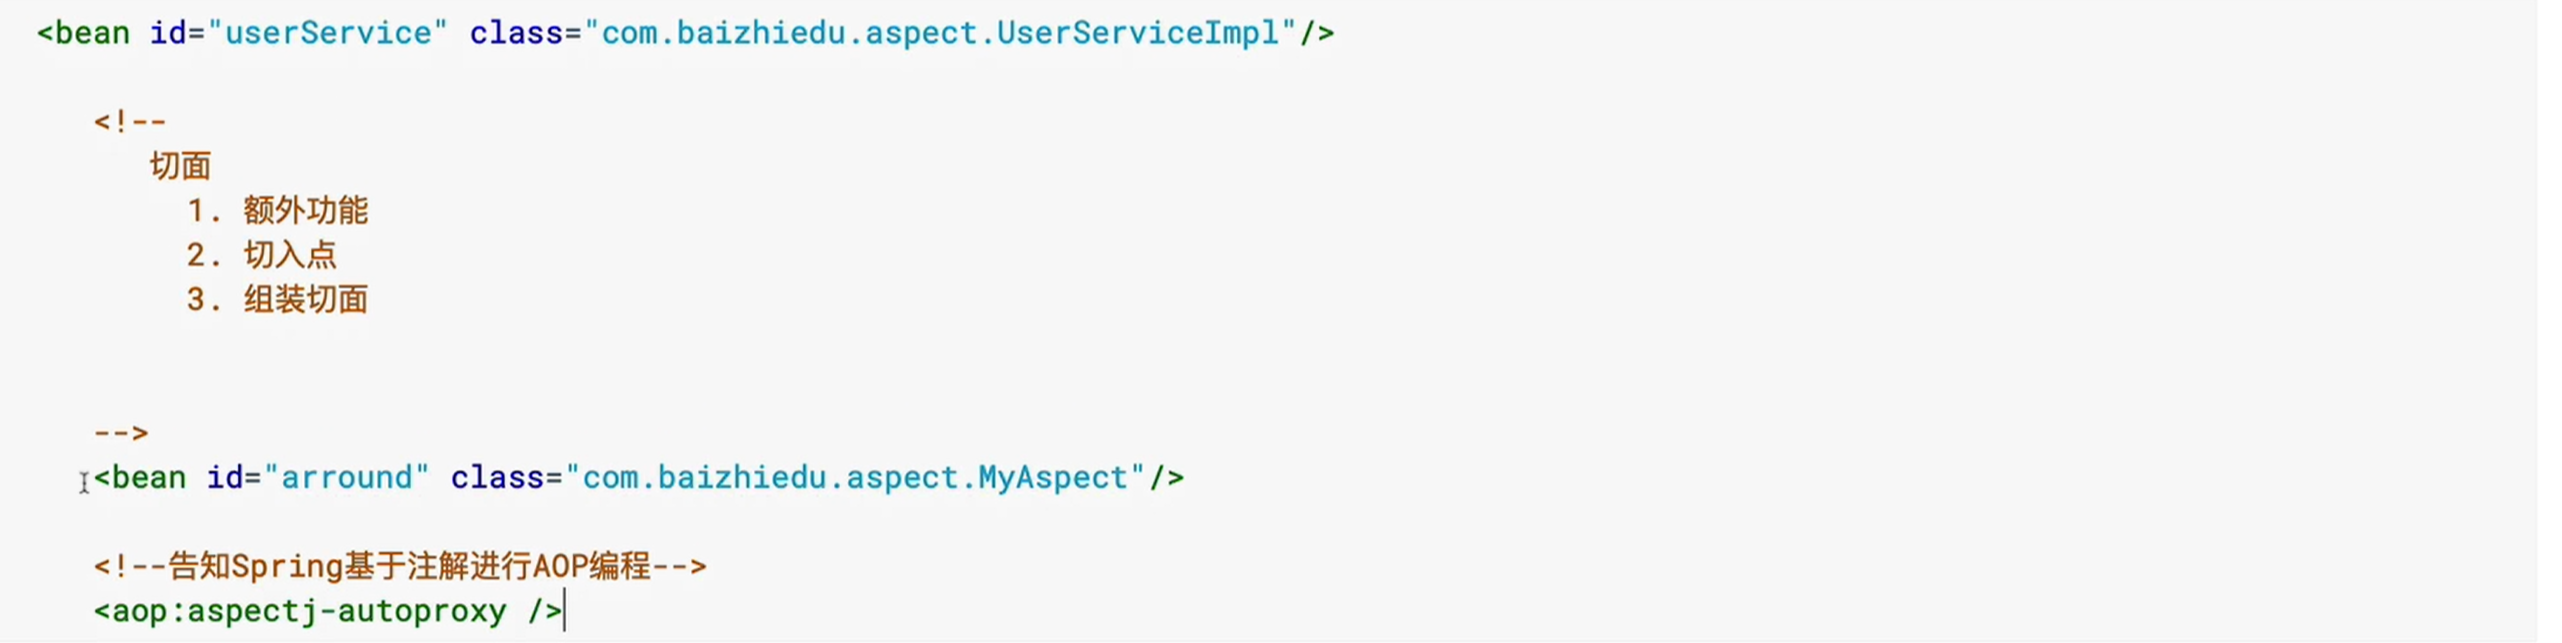 <bean id="userService" class="com.baizhiedu.aspect.UserServiceImpl"/>
<!--
切面
1. 额外功能
2. 切入点
3. 组装切面
-->
<bean id="arround" class="com.baizhiedu.aspect.MyAspect"/>
<!--告知Spring基于注解进行AOP编程-->
<aop:aspectj-autoproxy />